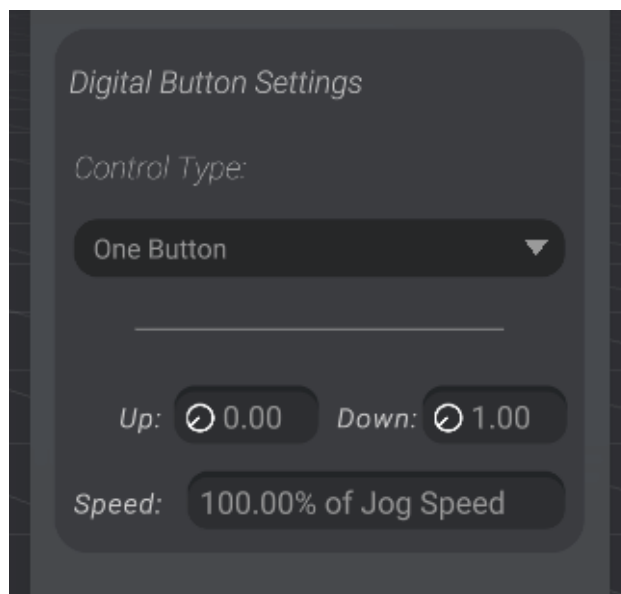 Digital Button Settings
Control Type:
One Button
Up: 0.00 Down: 1.00
Speed: 100.00% of Jog Speed